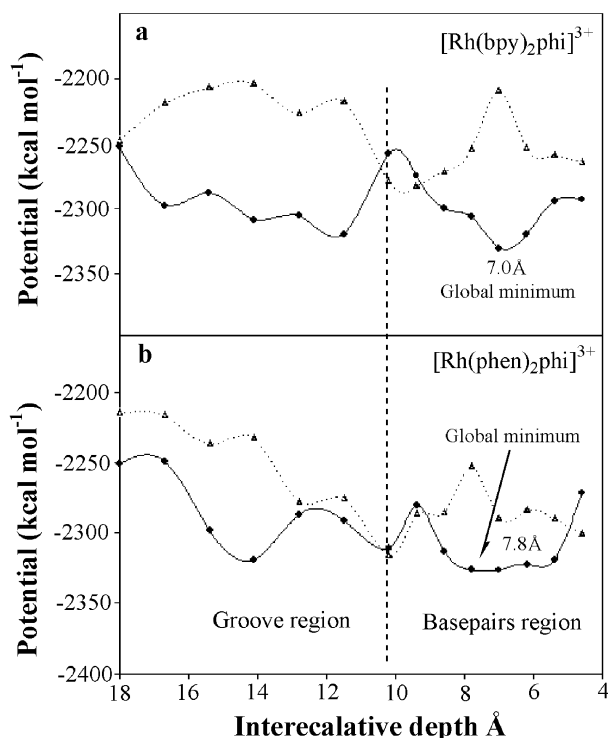 a
[Rh(bpy)2phi]3+
Potential (kcal mol-1)
-2200
-2250
-2300
-2350
7.0Å
Global minimum
b
[Rh(phen)2phi]3+
Potential (kcal mol-1)
-2200
-2250
-2300
-2350
-2400
Global minimum
7.8Å
Groove region
Basepairs region
18
16
14
12
10
8
6
4
Interecalative depth Å